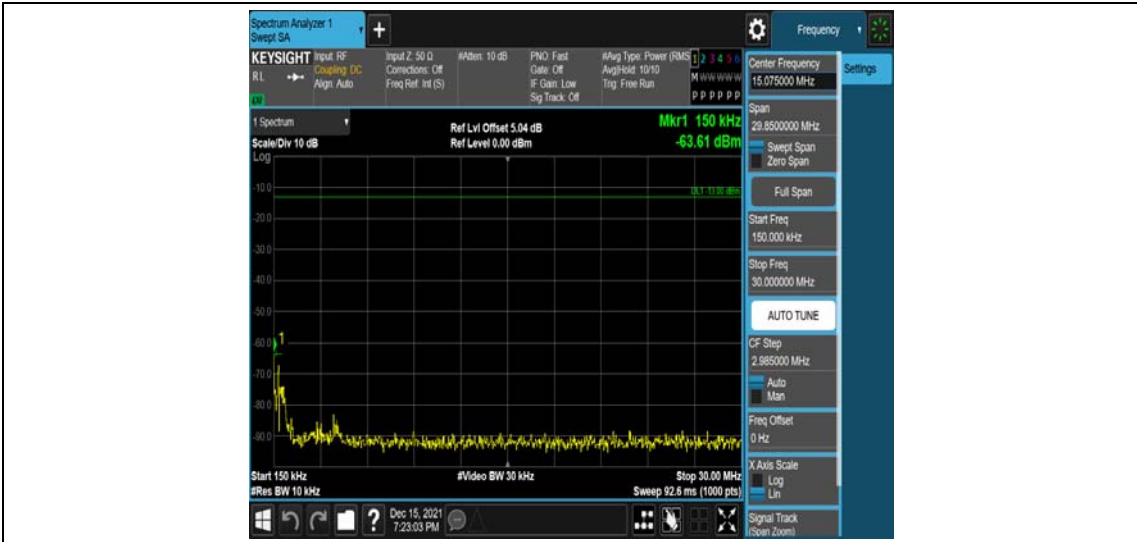 Spectrum Analyzer 1
Swept SA
+
Frequency
KEYSIGHT
RL
Input: RF
Coupling: DC
Align: Auto
Input Z: 50 Ω
Corrections: Off
Freq Ref: Int (S)
#Atten: 10 dB
PNO: Fast
Gate: Off
IF Gain: Low
Sig Track: Off
#Avg Type: Power (RMS
Avg|Hold: 10/10
Trig: Free Run
1 2 3 4 5 6
M W W W W W
P P P P P P
1 Spectrum
Scale/Div 10 dB
Log
Ref Lvl Offset 5.04 dB
Ref Level 0.00 dBm
Mkr1 150 kHz
-63.61 dBm
DL1 -13.00 dBm
-10.0
-20.0
-30.0
-40.0
-50.0
-60.0
-70.0
-80.0
-90.0
1
Start 150 kHz
#Res BW 10 kHz
#Video BW 30 kHz
Stop 30.00 MHz
Sweep 92.6 ms (1000 pts)
Center Frequency
15.075000 MHz
Settings
Span
29.8500000 MHz
Swept Span
Zero Span
Full Span
Start Freq
150.000 kHz
Stop Freq
30.000000 MHz
AUTO TUNE
CF Step
2.985000 MHz
Auto
Man
Freq Offset
0 Hz
X Axis Scale
Log
Lin
Signal Track
(Span Zoom)
?
Dec 15, 2021
7:23:03 PM